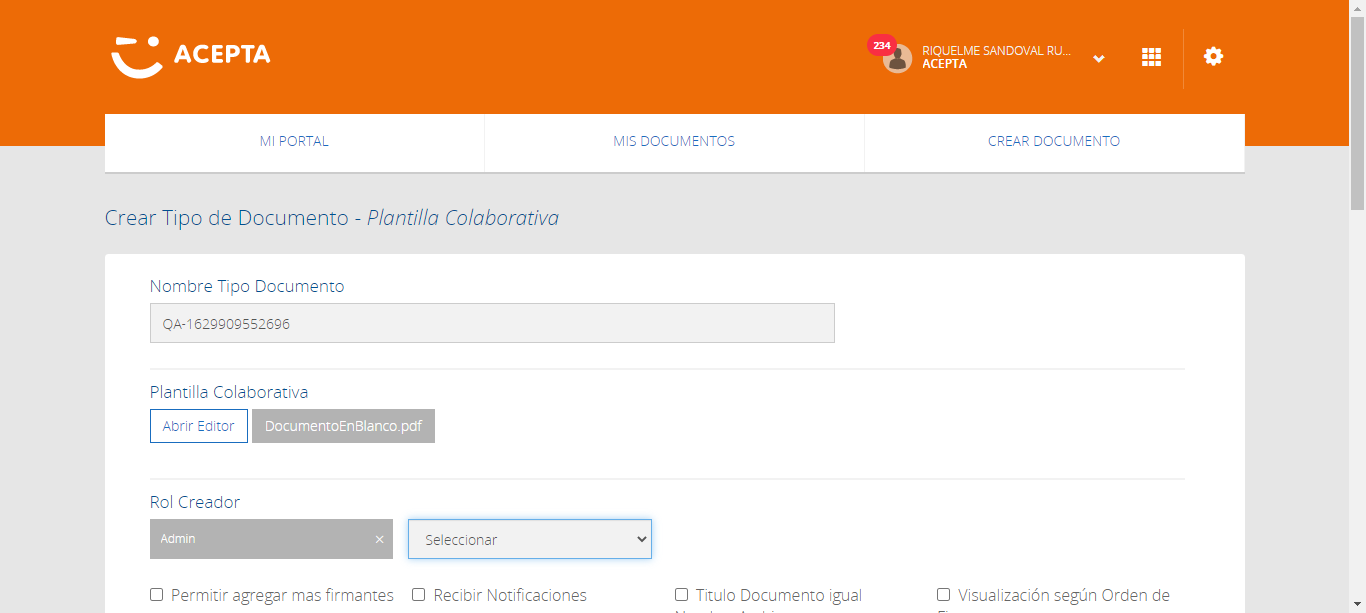 ACEPTA
234
RIQUELME SANDOVAL RU...
ACEPTA
MI PORTAL
MIS DOCUMENTOS
CREAR DOCUMENTO
Crear Tipo de Documento - Plantilla Colaborativa
Nombre Tipo Documento
QA-1629909552696
Plantilla Colaborativa
Abrir Editor
DocumentoEnBlanco.pdf
Rol Creador
Admin ×
Seleccionar
Permitir agregar mas firmantes
Recibir Notificaciones
Titulo Documento igual
Visualización según Orden de